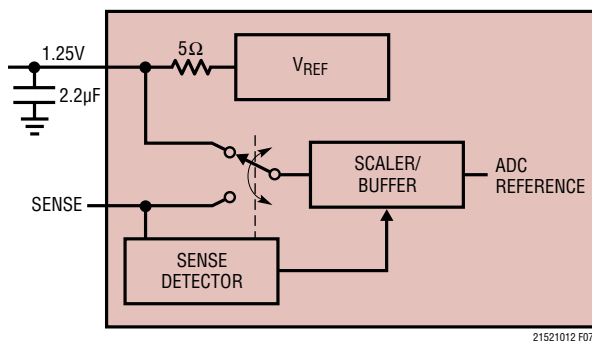 1.25V
5Ω
VREF
2.2µF
SCALER/
BUFFER
ADC
REFERENCE
SENSE
SENSE
DETECTOR
21521012 F07